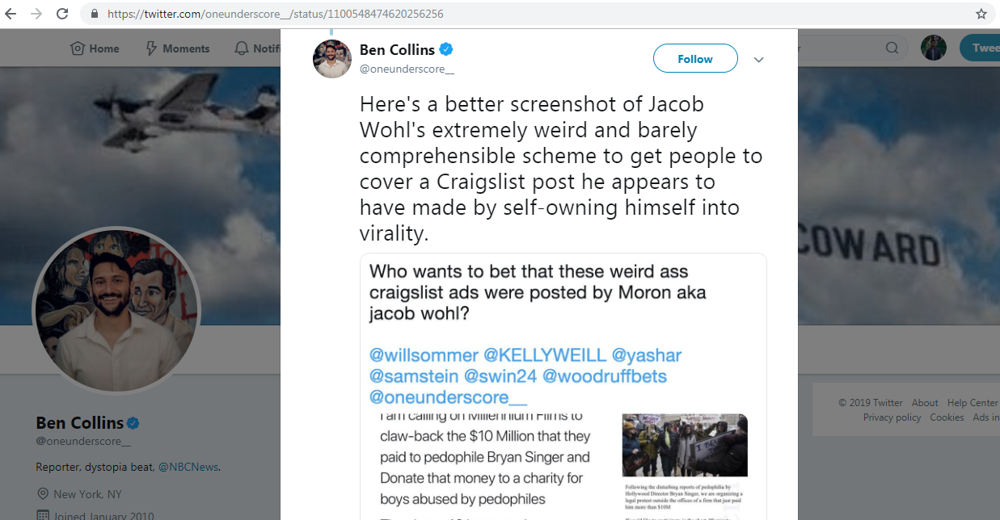 https://twitter.com/oneunderscore__/status/1100548474620256256
Home
Moments
Notifi
Twee
Ben Collins
@oneunderscore__
Follow
Here's a better screenshot of Jacob
Wohl's extremely weird and barely
comprehensible scheme to get people to
cover a Craigslist post he appears to
have made by self-owning himself into
virality.
Who wants to bet that these weird ass
craigslist ads were posted by Moron aka
jacob wohl?
@willsommer @KELLYWEILL @yashar
@samstein @swin24 @woodruffbets
@oneunderscore__
I am calling on Millennium Films to
claw-back the $10 Million that they
paid to pedophile Bryan Singer and
Donate that money to a charity for
boys abused by pedophiles
Following the disturbing reports of pedophilia by
Hollywood Director Bryan Singer, we are organizing a
legal protest outside the offices of a firm that just paid
him more than $10M
COWARD
Ben Collins
@oneunderscore__
Reporter, dystopia beat, @NBCNews.
New York, NY
Joined January 2010
© 2019 Twitter About Help Center
Privacy policy Cookies Ads in